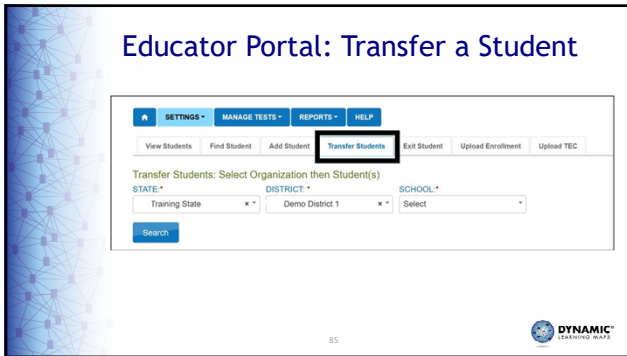 Educator Portal: Transfer a Student
SETTINGS MANAGE TESTS REPORTS HELP
View Students Find Student Add Student Transfer Students Exit Student Upload Enrollment Upload TEC
Transfer Students: Select Organization then Student(s)
STATE:* DISTRICT: * SCHOOL:*
Training State × Demo District 1 × Select
Search
85
DYNAMIC®
LEARNING MAPS